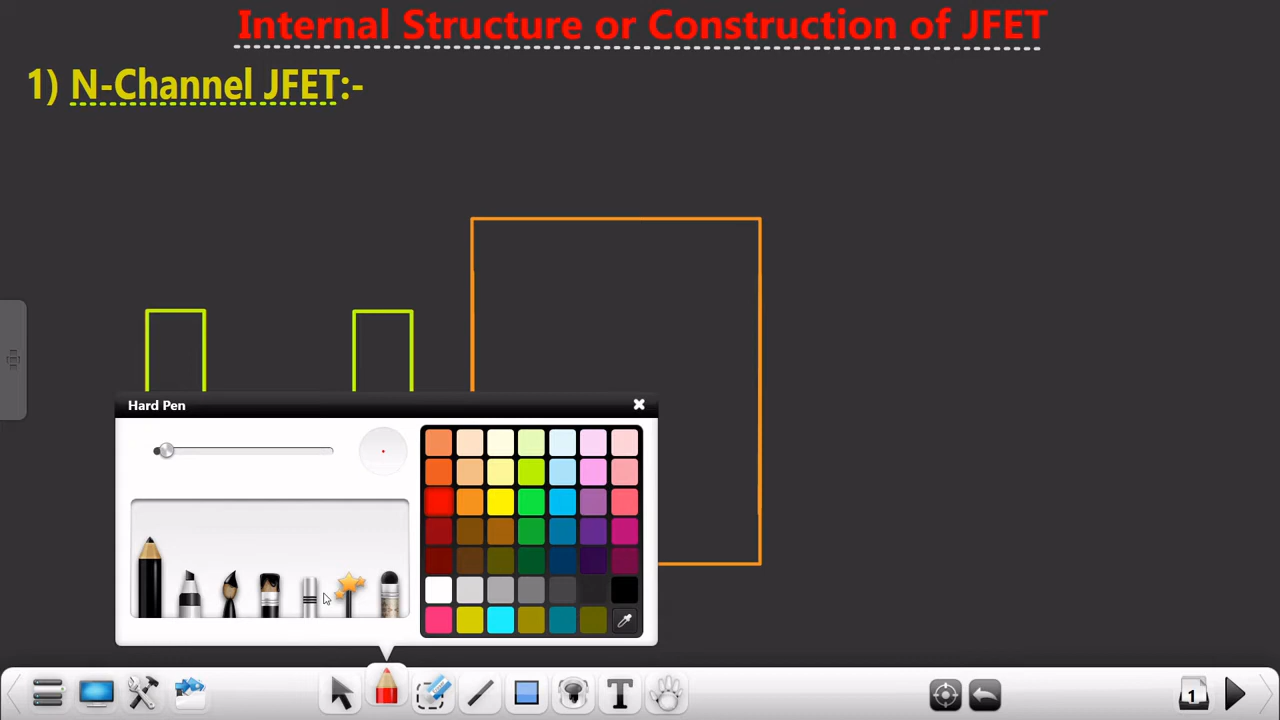 Internal Structure or Construction of JFET
1) N-Channel JFET:-
Hard Pen
T
1